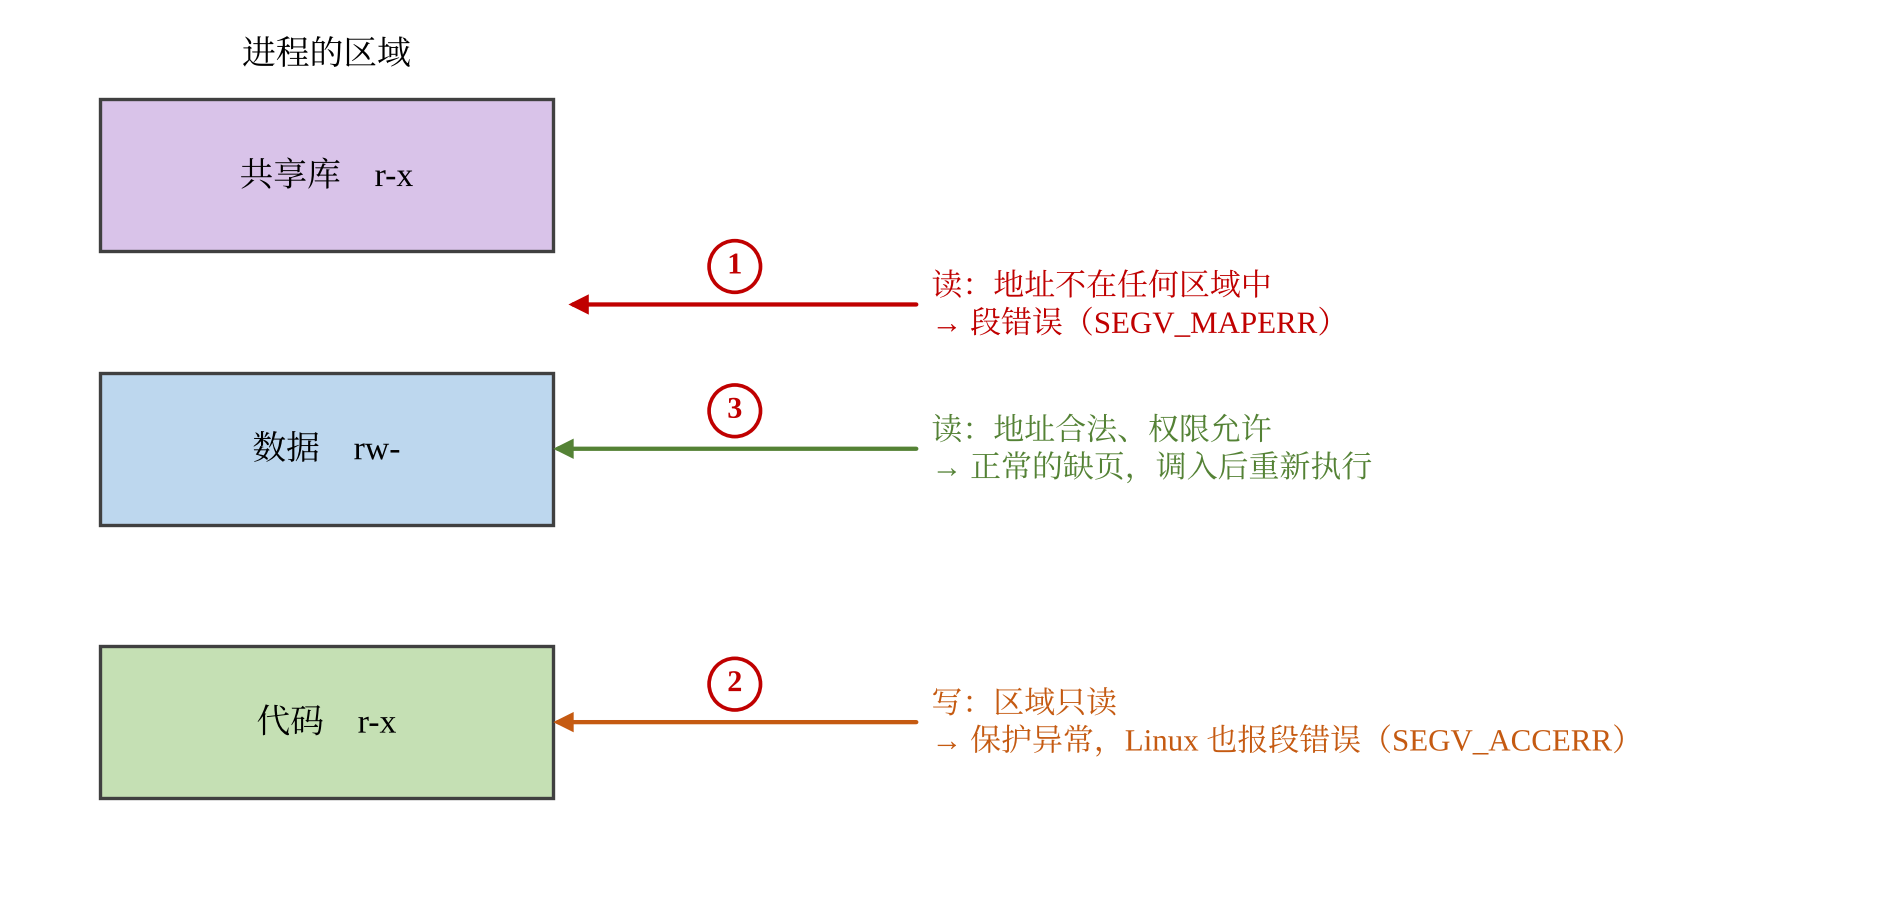 进程的区域
共享库 r-x
1
读：地址不在任何区域中
→ 段错误（SEGV_MAPERR）
数据 rw-
3
读：地址合法、权限允许
→ 正常的缺页，调入后重新执行
代码 r-x
2
写：区域只读
→ 保护异常，Linux 也报段错误（SEGV_ACCERR）